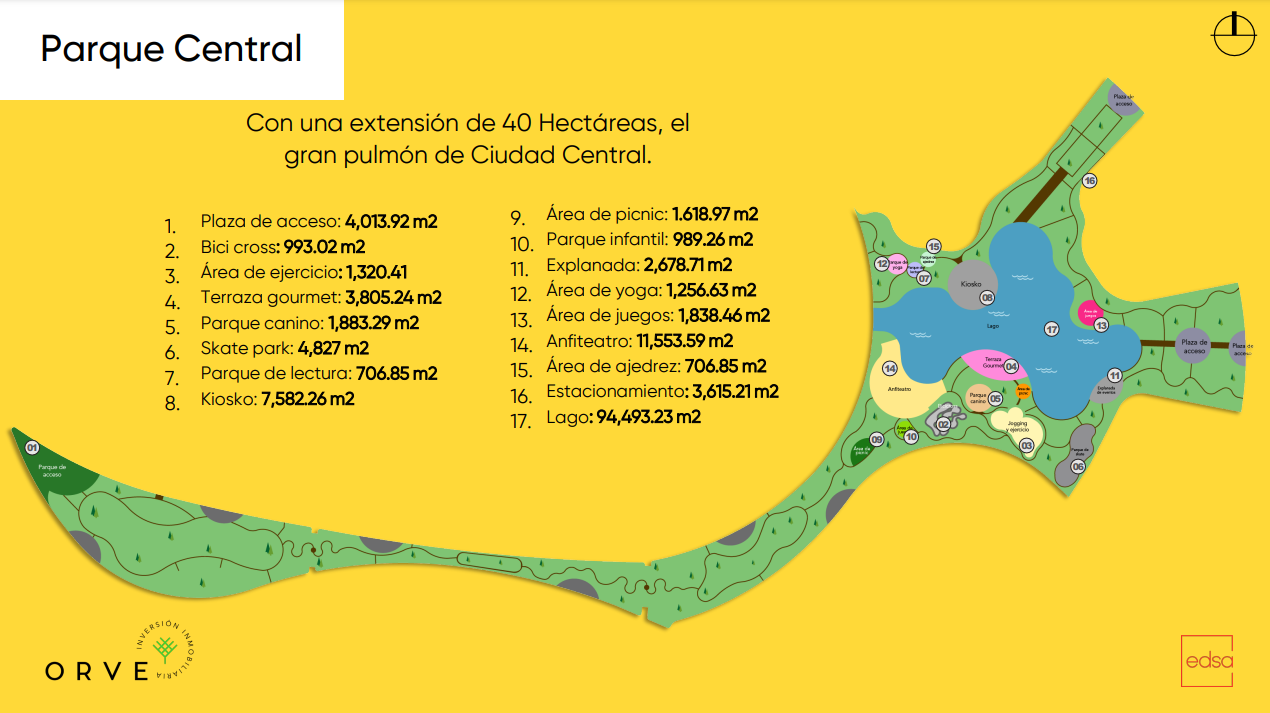 Parque Central
Con una extensión de 40 Hectáreas, el
gran pulmón de Ciudad Central.
1. Plaza de acceso: 4,013.92 m2
2. Bici cross: 993.02 m2
3. Área de ejercicio: 1,320.41
4. Terraza gourmet: 3,805.24 m2
5. Parque canino: 1,883.29 m2
6. Skate park: 4,827 m2
7. Parque de lectura: 706.85 m2
8. Kiosko: 7,582.26 m2
9. Área de picnic: 1.618.97 m2
10. Parque infantil: 989.26 m2
11. Explanada: 2,678.71 m2
12. Área de yoga: 1,256.63 m2
13. Área de juegos: 1,838.46 m2
14. Anfiteatro: 11,553.59 m2
15. Área de ajedrez: 706.85 m2
16. Estacionamiento: 3,615.21 m2
17. Lago: 94,493.23 m2
Plaza de
acceso
16
15
12
Parque de
yoga
07
Kiosko
08
Lago
17
Área de
juegos
13
Plaza de
acceso
Plaza de
acceso
14
Anfiteatro
Terraza
Gourmet
04
Parque
canino
05
11
Explanada
de eventos
02
Jogging
y ejercicio
03
06
09
Área de
picnic
10
01
Parque de
acceso
ORVE
INVERSIÓN INMOBILIARIA
edsa